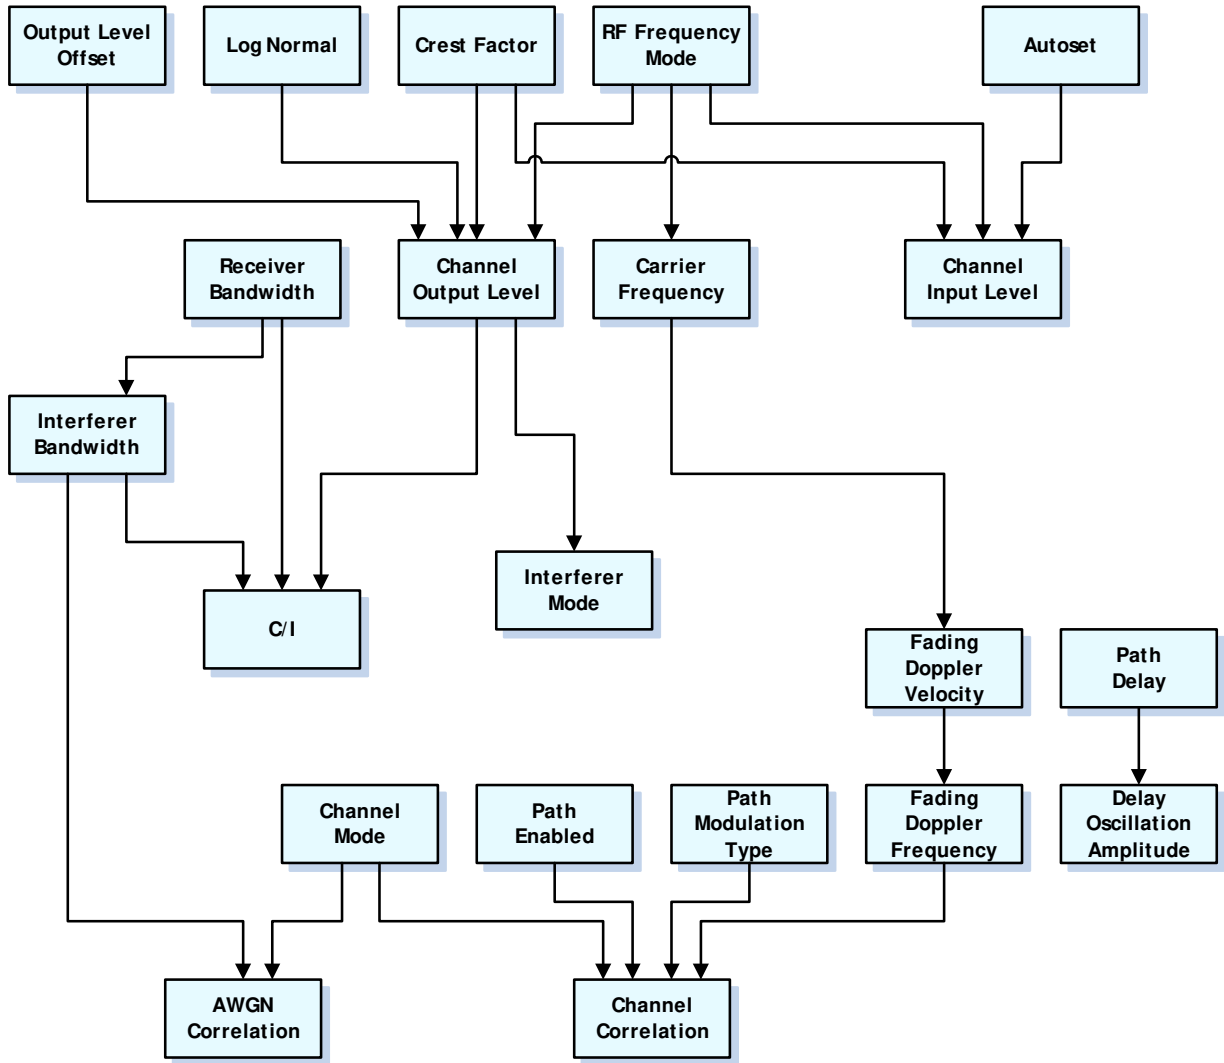 Output Level
Offset
Log Normal
Crest Factor
RF Frequency
Mode
Autoset
Receiver
Bandwidth
Channel
Output Level
Carrier
Frequency
Channel
Input Level
Interferer
Bandwidth
Interferer
Mode
C/I
Fading
Doppler
Velocity
Path
Delay
Channel
Mode
Path
Enabled
Path
Modulation
Type
Fading
Doppler
Frequency
Delay
Oscillation
Amplitude
AWGN
Correlation
Channel
Correlation